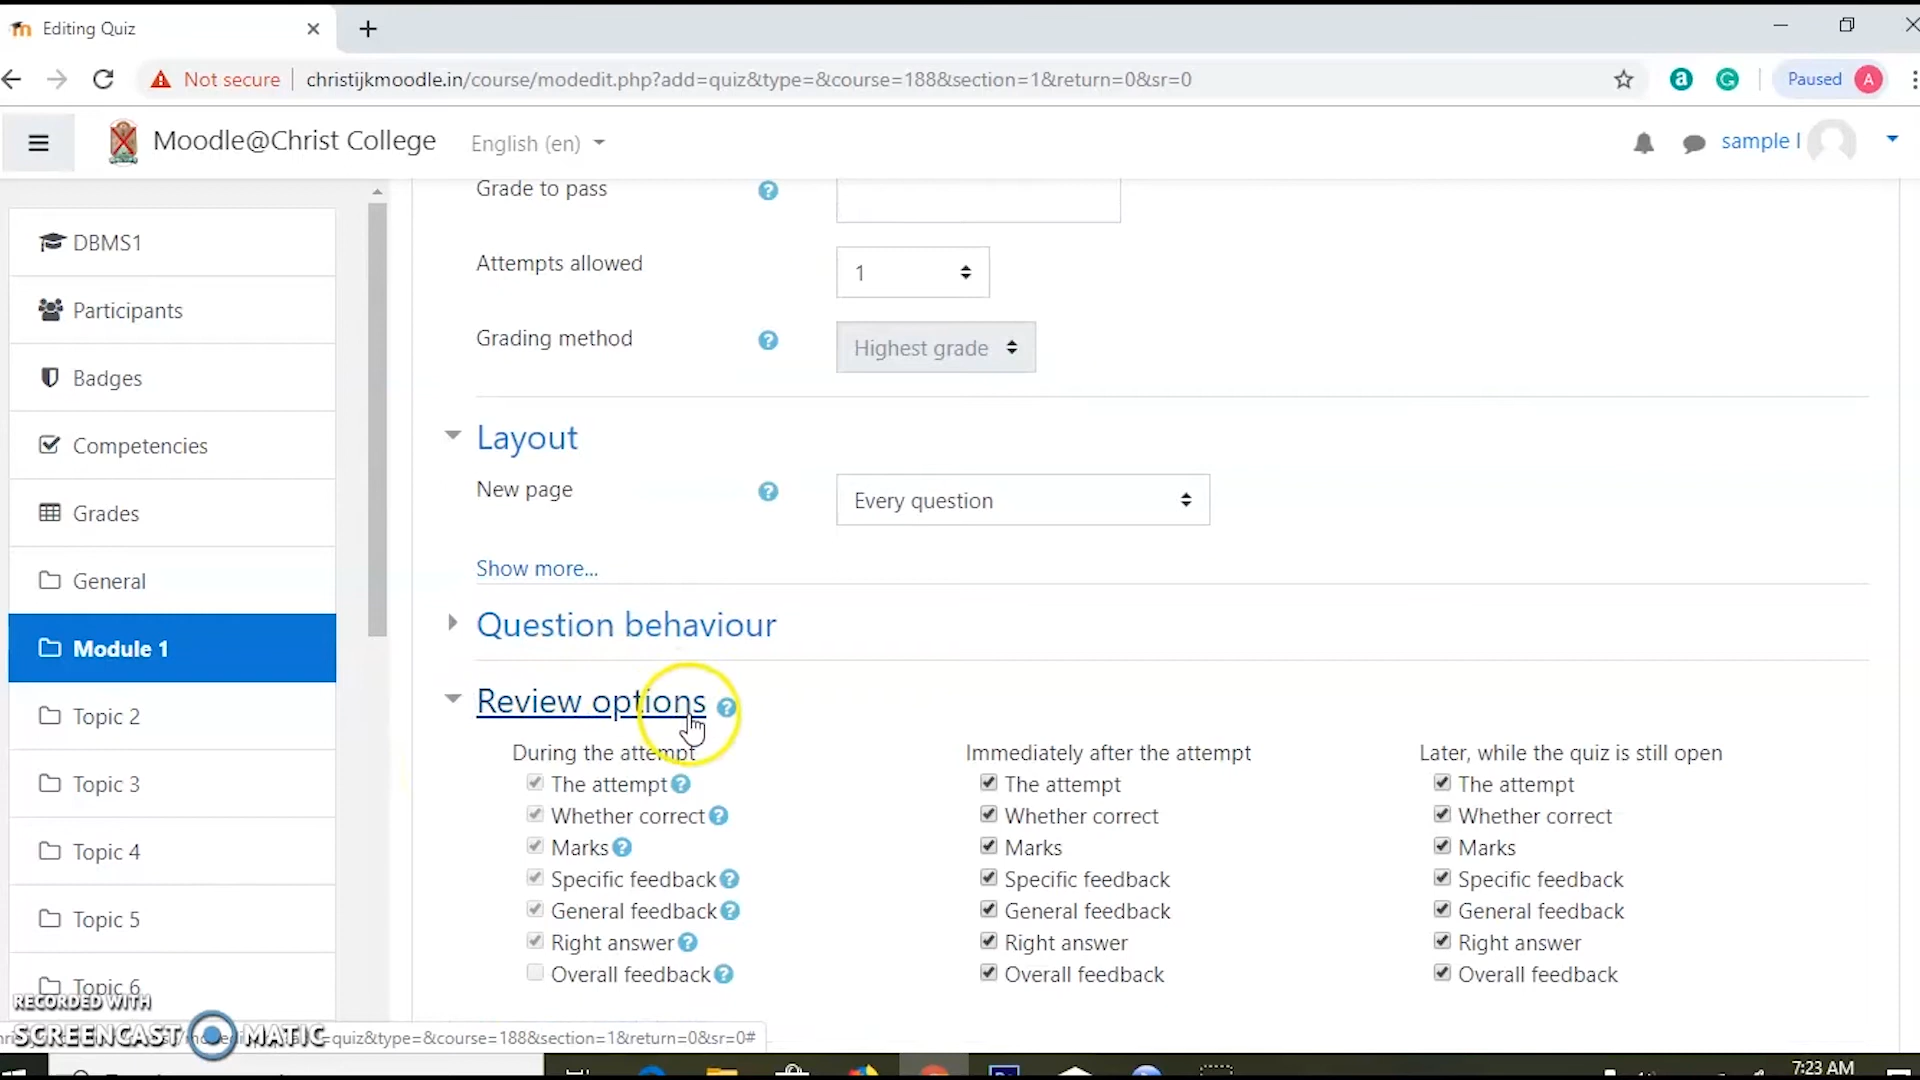 Editing Quiz
Not secure
christijkmoodle.in/course/modedit.php?add=quiz&type=&course=188&section=1&return=0&sr=0
a
G
Paused
A
Moodle@Christ College
English (en)
sample l
DBMS1
Participants
Badges
Competencies
Grades
General
Module 1
Topic 2
Topic 3
Topic 4
Topic 5
Topic 6
Grade to pass
Attempts allowed
1
Grading method
Highest grade
Layout
New page
Every question
Show more...
Question behaviour
Review options
During the attempt
The attempt
Whether correct
Marks
Specific feedback
General feedback
Right answer
Overall feedback
Immediately after the attempt
The attempt
Whether correct
Marks
Specific feedback
General feedback
Right answer
Overall feedback
Later, while the quiz is still open
The attempt
Whether correct
Marks
Specific feedback
General feedback
Right answer
Overall feedback
RECORDED WITH
SCREENCAST MATIC
=quiz&type=&course=188&section=1&return=0&sr=0#
7:23 AM